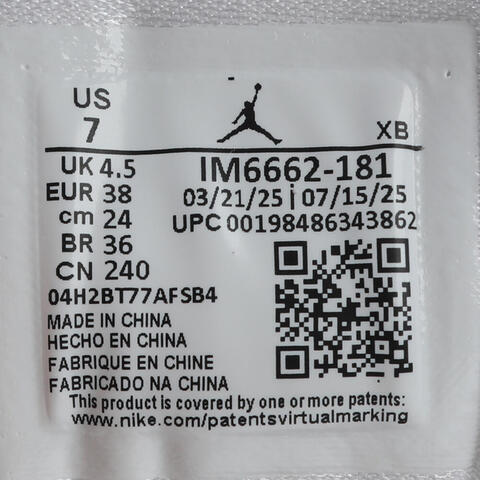 US
7
XB
UK 4.5
EUR 38
cm 24
BR 36
CN 240
IM6662-181
03/21/25 | 07/15/25
UPC 00198486343862
04H2BT77AFSB4
MADE IN CHINA
HECHO EN CHINA
FABRIQUE EN CHINE
FABRICADO NA CHINA
This product is covered by one or more patents:
www.nike.com/patentsvirtualmarking